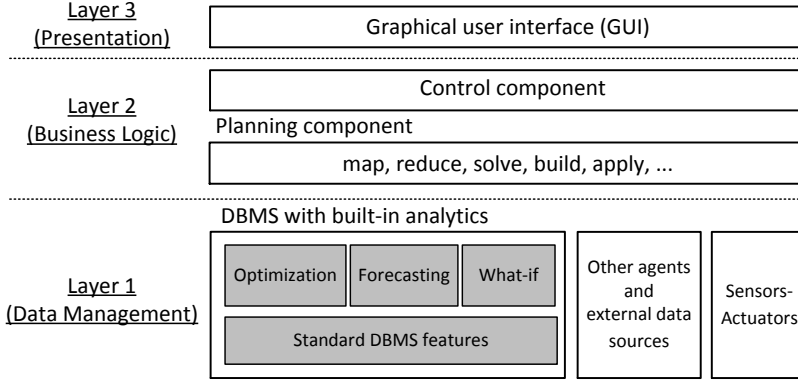 Layer 3
(Presentation)
Graphical user interface (GUI)
Layer 2
(Business Logic)
Control component
Planning component
map, reduce, solve, build, apply, ...
Layer 1
(Data Management)
DBMS with built-in analytics
Optimization
Forecasting
What-if
Standard DBMS features
Other agents
and
external data
sources
Sensors-
Actuators